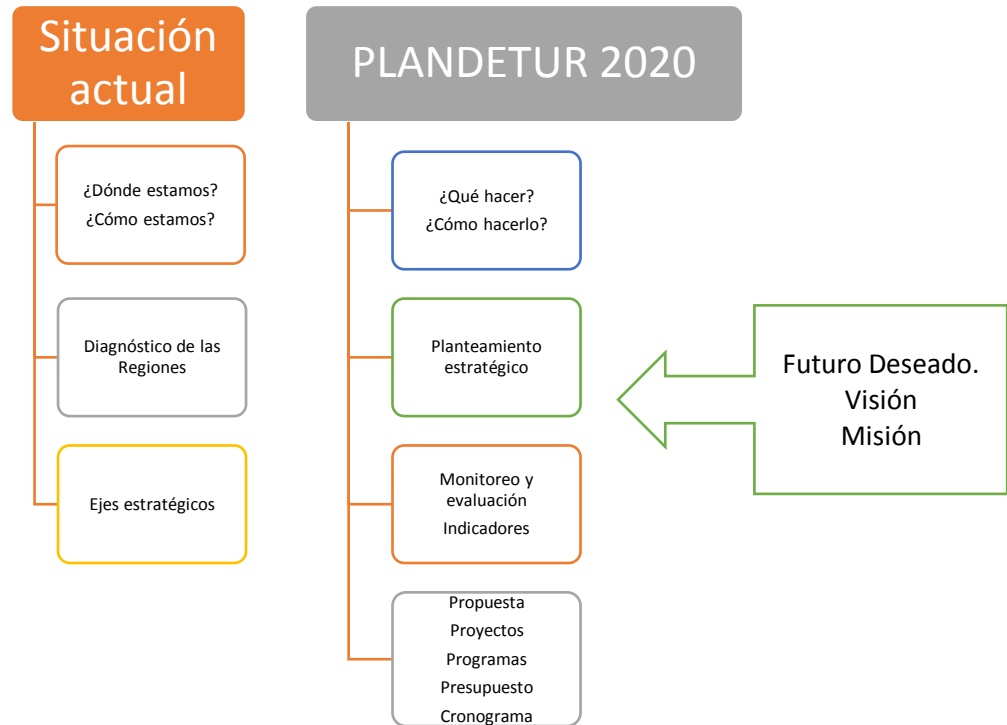 Situación
actual
¿Dónde estamos?
¿Cómo estamos?
Diagnóstico de las
Regiones
Ejes estratégicos
PLANDETUR 2020
¿Qué hacer?
¿Cómo hacerlo?
Planteamiento
estratégico
Monitoreo y
evaluación
Indicadores
Propuesta
Proyectos
Programas
Presupuesto
Cronograma
Futuro Deseado.
Visión
Misión